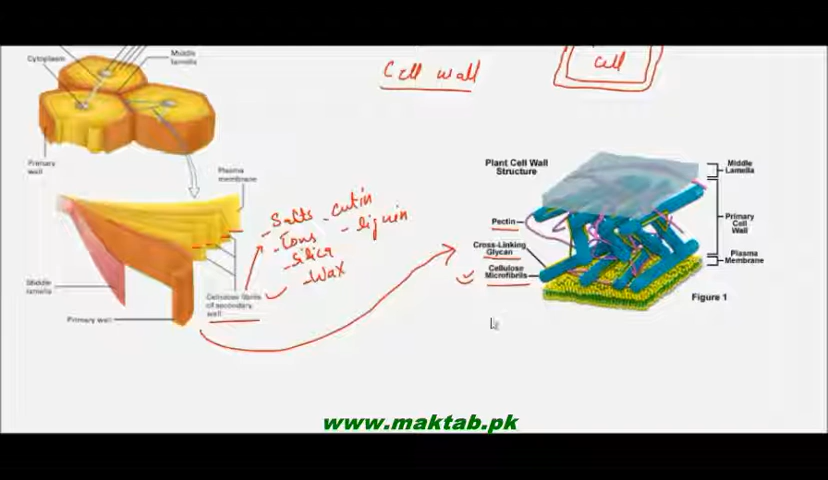 Cytoplasm
Middle
lamella
Cell wall
cell
Primary
wall
Plasma
membrane
Salts - cutin
- Ions - liquin
- Silica
- Wax
Middle
lamella
Primary wall
Cellulose fibrils
of secondary
wall
Plant Cell Wall
Structure
Middle
Lamella
Pectin
Primary
Cell
Wall
Cross-Linking
Glycan
Plasma
Membrane
Cellulose
Microfibrils
Figure 1
www.maktab.pk